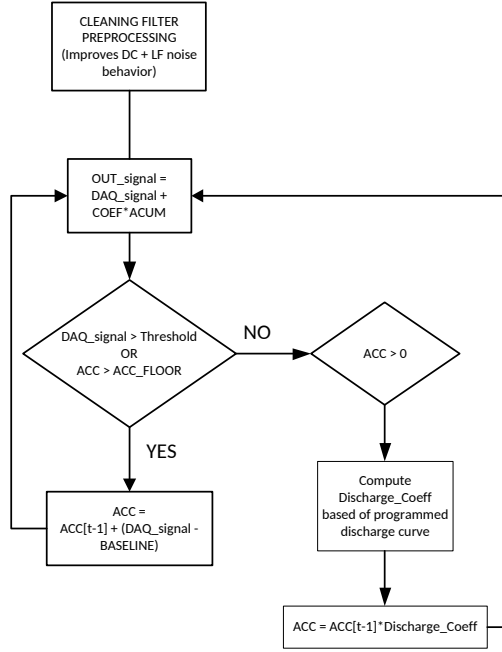 CLEANING FILTER
PREPROCESSING
(Improves DC + LF noise
behavior)
OUT_signal =
DAQ_signal +
COEF*ACUM
DAQ_signal > Threshold
OR
ACC > ACC_FLOOR
NO
ACC > 0
YES
ACC =
ACC[t-1] + (DAQ_signal -
BASELINE)
Compute
Discharge_Coeff
based of programmed
discharge curve
ACC = ACC[t-1]*Discharge_Coeff